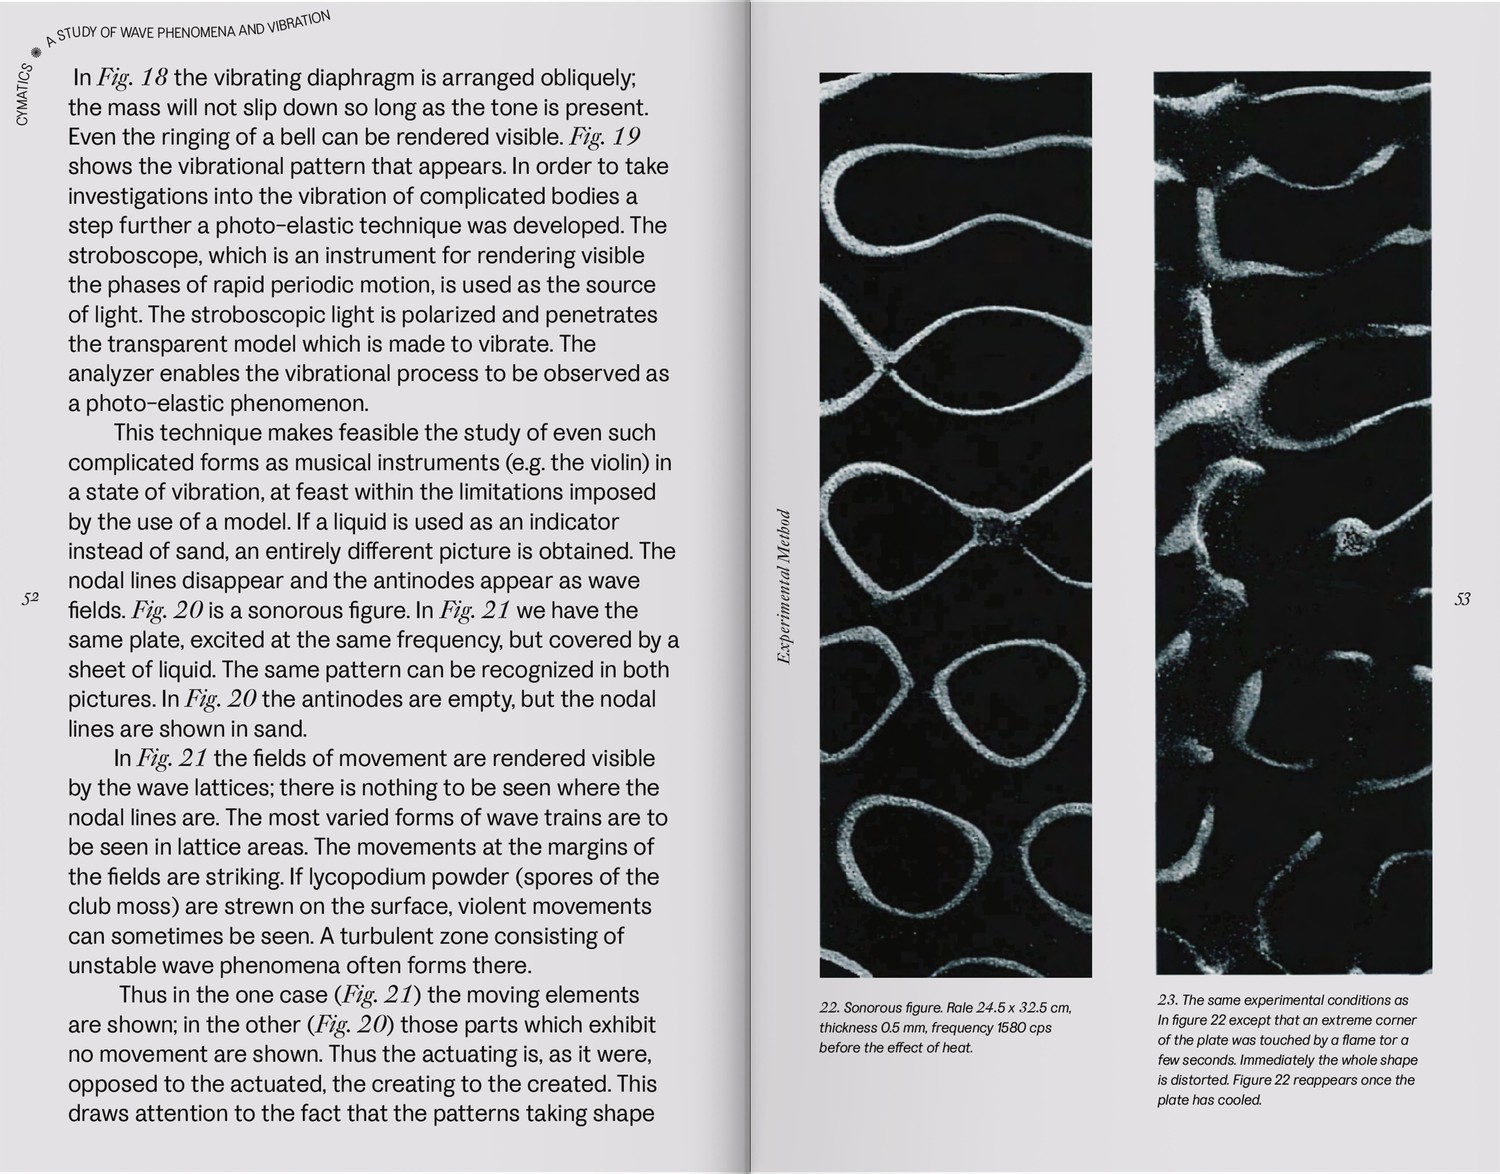 CYMATICS A STUDY OF WAVE PHENOMENA AND VIBRATION
In Fig. 18 the vibrating diaphragm is arranged obliquely;
the mass will not slip down so long as the tone is present.
Even the ringing of a bell can be rendered visible. Fig. 19
shows the vibrational pattern that appears. In order to take
investigations into the vibration of complicated bodies a
step further a photo-elastic technique was developed. The
stroboscope, which is an instrument for rendering visible
the phases of rapid periodic motion, is used as the source
of light. The stroboscopic light is polarized and penetrates
the transparent model which is made to vibrate. The
analyzer enables the vibrational process to be observed as
a photo-elastic phenomenon.
This technique makes feasible the study of even such
complicated forms as musical instruments (e.g. the violin) in
a state of vibration, at feast within the limitations imposed
by the use of a model. If a liquid is used as an indicator
instead of sand, an entirely different picture is obtained. The
nodal lines disappear and the antinodes appear as wave
fields. Fig. 20 is a sonorous figure. In Fig. 21 we have the
same plate, excited at the same frequency, but covered by a
sheet of liquid. The same pattern can be recognized in both
pictures. In Fig. 20 the antinodes are empty, but the nodal
lines are shown in sand.
In Fig. 21 the fields of movement are rendered visible
by the wave lattices; there is nothing to be seen where the
nodal lines are. The most varied forms of wave trains are to
be seen in lattice areas. The movements at the margins of
the fields are striking. If lycopodium powder (spores of the
club moss) are strewn on the surface, violent movements
can sometimes be seen. A turbulent zone consisting of
unstable wave phenomena often forms there.
Thus in the one case (Fig. 21) the moving elements
are shown; in the other (Fig. 20) those parts which exhibit
no movement are shown. Thus the actuating is, as it were,
opposed to the actuated, the creating to the created. This
draws attention to the fact that the patterns taking shape
52
Experimental Method
22. Sonorous figure. Rale 24.5 x 32.5 cm,
thickness 0.5 mm, frequency 1580 cps
before the effect of heat.
23. The same experimental conditions as
In figure 22 except that an extreme corner
of the plate was touched by a flame tor a
few seconds. Immediately the whole shape
is distorted. Figure 22 reappears once the
plate has cooled.
53